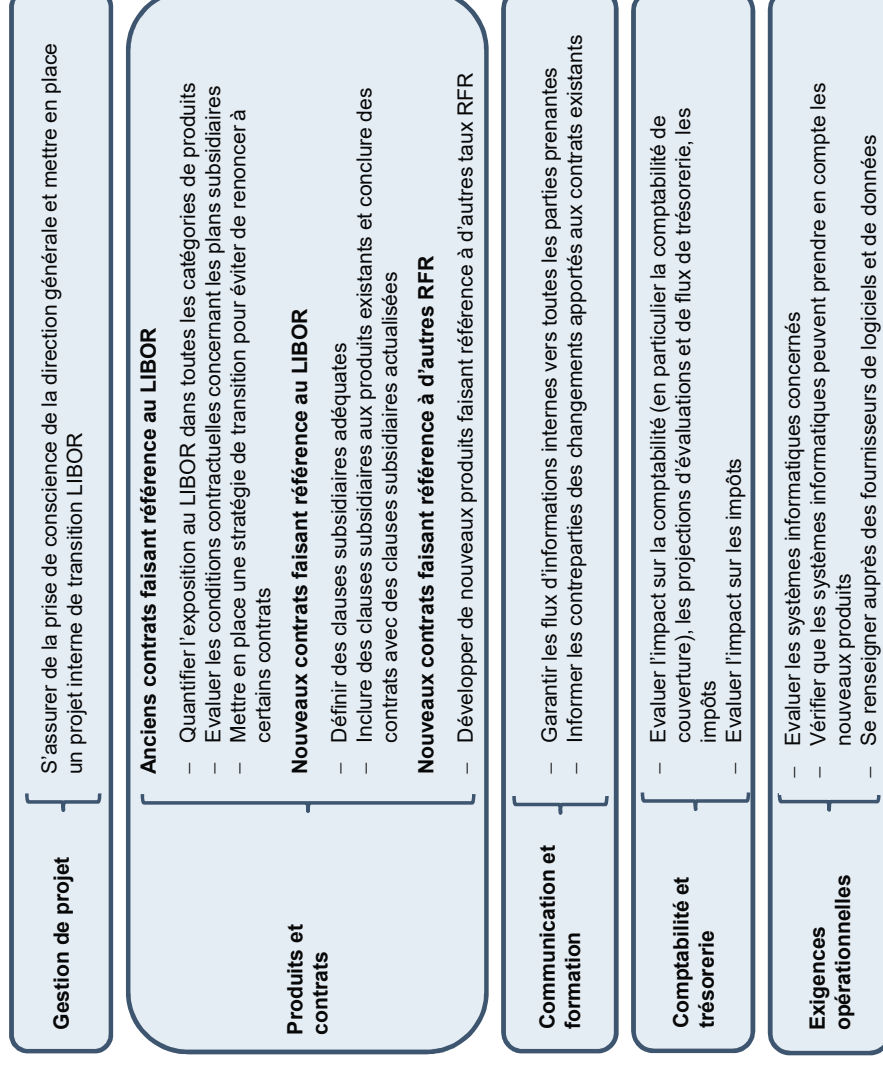 Gestion de projet
S'assurer de la prise de conscience de la direction générale et mettre en place
un projet interne de transition LIBOR
Produits et
contrats
Anciens contrats faisant référence au LIBOR
– Quantifier l'exposition au LIBOR dans toutes les catégories de produits
– Evaluer les conditions contractuelles concernant les plans subsidiaires
– Mettre en place une stratégie de transition pour éviter de renoncer à
certains contrats
Nouveaux contrats faisant référence au LIBOR
– Définir des clauses subsidiaires adéquates
– Inclure des clauses subsidiaires aux produits existants et conclure des
contrats avec des clauses subsidiaires actualisées
Nouveaux contrats faisant référence à d'autres RFR
– Développer de nouveaux produits faisant référence à d'autres taux RFR
Communication et
formation
– Garantir les flux d'informations internes vers toutes les parties prenantes
– Informer les contreparties des changements apportés aux contrats existants
Comptabilité et
trésorerie
– Evaluer l'impact sur la comptabilité (en particulier la comptabilité de
couverture), les projections d'évaluations et de flux de trésorerie, les
impôts
– Evaluer l'impact sur les impôts
Exigences
opérationnelles
– Evaluer les systèmes informatiques concernés
– Vérifier que les systèmes informatiques peuvent prendre en compte les
nouveaux produits
– Se renseigner auprès des fournisseurs de logiciels et de données